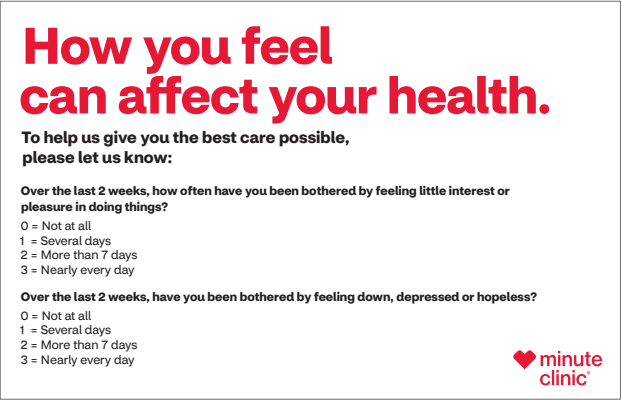 How you feel
can affect your health.
To help us give you the best care possible,
please let us know:
Over the last 2 weeks, how often have you been bothered by feeling little interest or
pleasure in doing things?
0 = Not at all
1 = Several days
2 = More than 7 days
3 = Nearly every day
Over the last 2 weeks, have you been bothered by feeling down, depressed or hopeless?
0 = Not at all
1 = Several days
2 = More than 7 days
3 = Nearly every day
minute
clinic®